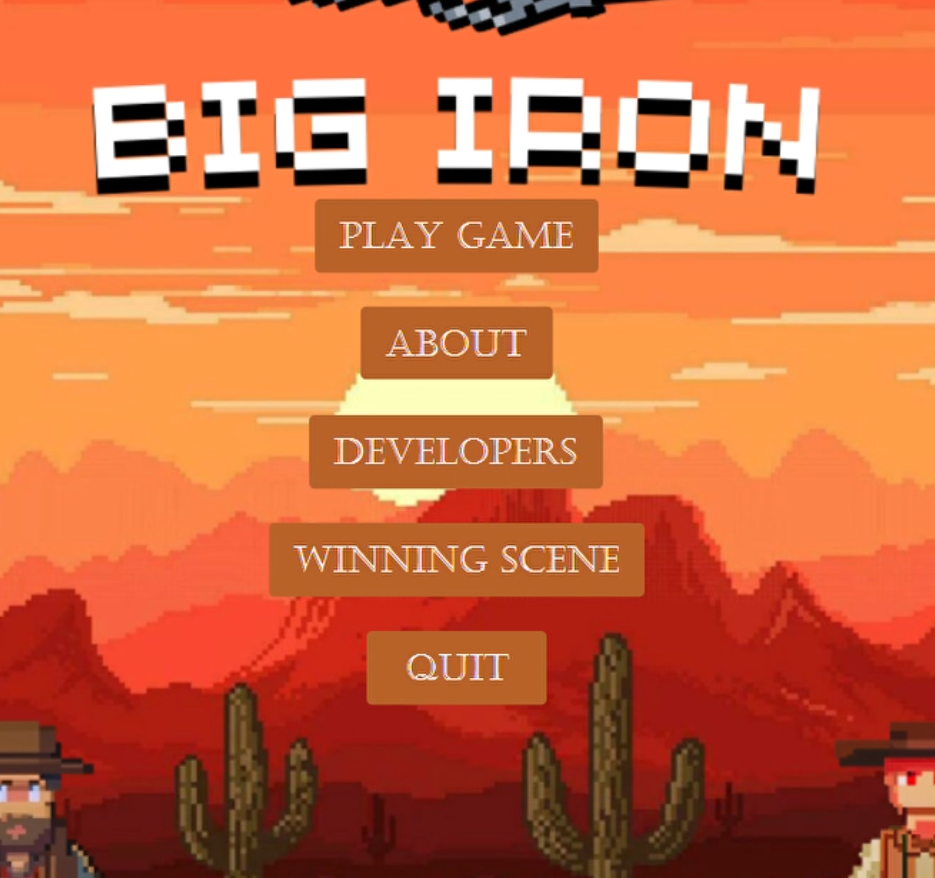 BIG IRON
PLAY GAME
ABOUT
DEVELOPERS
WINNING SCENE
QUIT